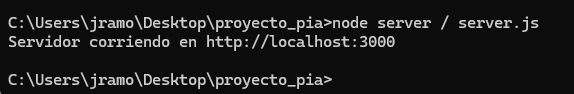 C:\Users\jramo\Desktop\proyecto_pia>node server / server.js
Servidor corriendo en http://localhost:3000
C:\Users\jramo\Desktop\proyecto_pia>